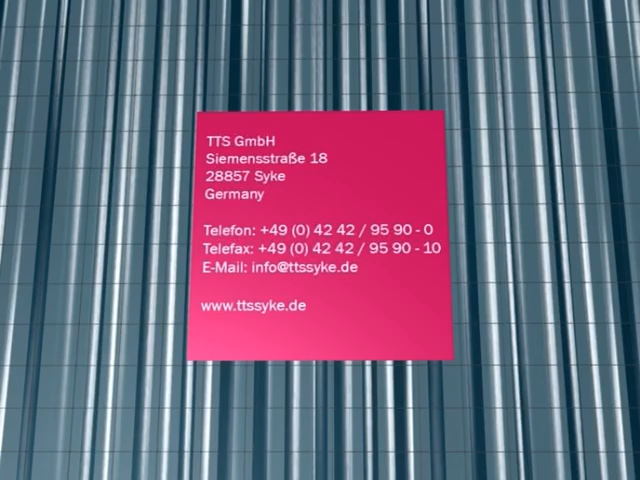 TTS GmbH
Siemensstraße 18
28857 Syke
Germany
Telefon: +49 (0) 42 42 / 95 90 - 0
Telefax: +49 (0) 42 42 / 95 90 - 10
E-Mail: info@ttssyke.de
www.ttssyke.de